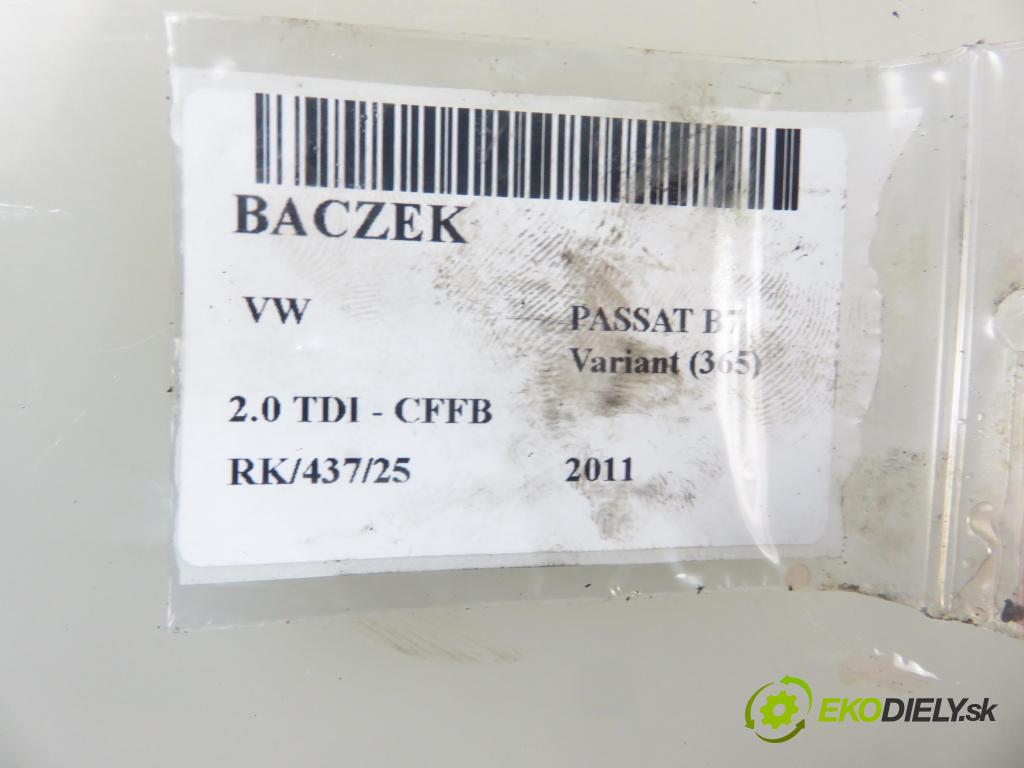 BACZEK
VW
PASSAT B7
Variant (365)
2.0 TDI - CFFB
RK/437/25
2011
EKODIELY.sk